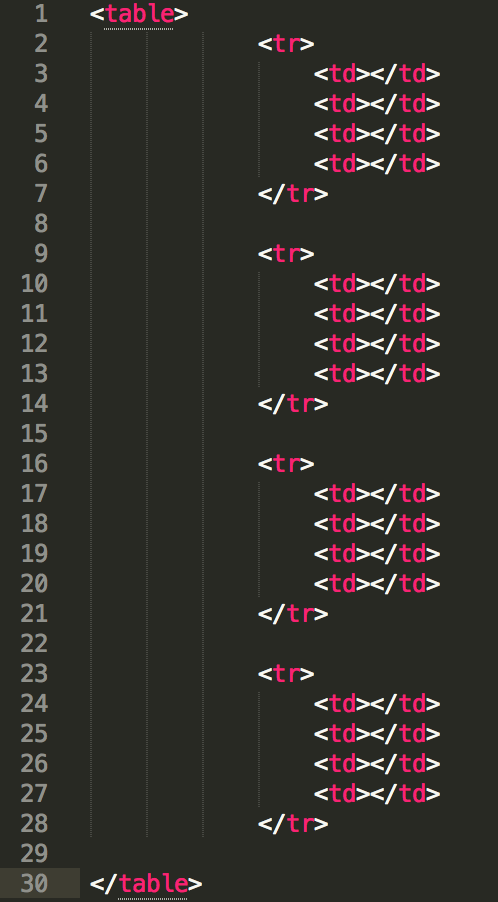 1 <table>
2             <tr>
3                 <td></td>
4                 <td></td>
5                 <td></td>
6                 <td></td>
7             </tr>
8
9             <tr>
10                 <td></td>
11                 <td></td>
12                 <td></td>
13                 <td></td>
14             </tr>
15
16             <tr>
17                 <td></td>
18                 <td></td>
19                 <td></td>
20                 <td></td>
21             </tr>
22
23             <tr>
24                 <td></td>
25                 <td></td>
26                 <td></td>
27                 <td></td>
28             </tr>
29
30 </table>